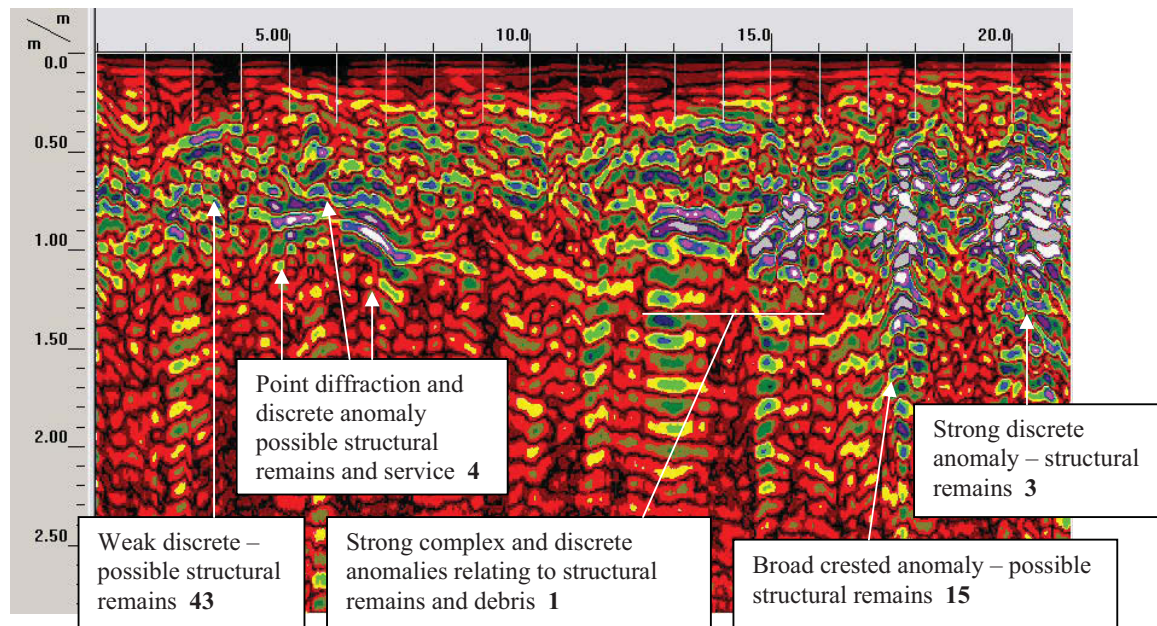 m
m
5.00 10.0 15.0 20.0
0.0
0.50
1.00
1.50
2.00
2.50
Point diffraction and
discrete anomaly
possible structural
remains and service 4
Strong discrete
anomaly – structural
remains 3
Weak discrete –
possible structural
remains 43
Strong complex and discrete
anomalies relating to structural
remains and debris 1
Broad crested anomaly – possible
structural remains 15